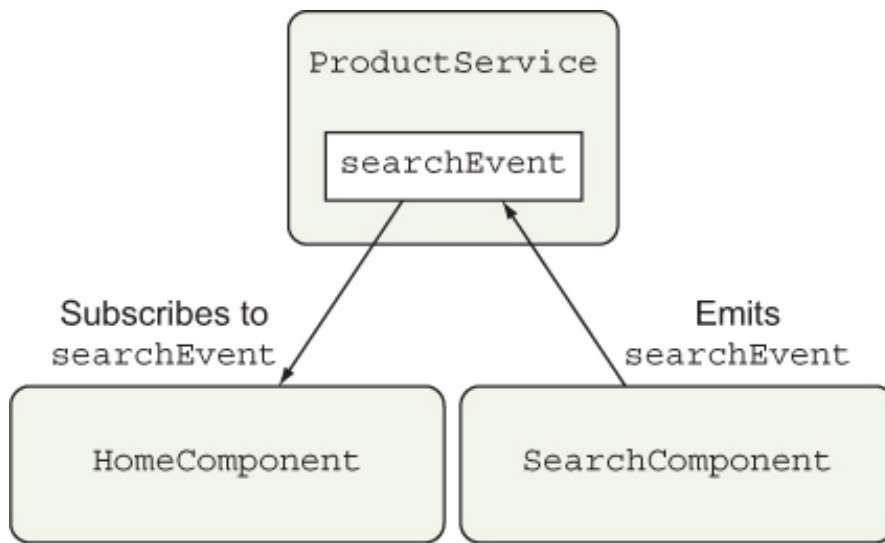 ProductService
searchEvent
Subscribes to
searchEvent
Emits
searchEvent
HomeComponent
SearchComponent